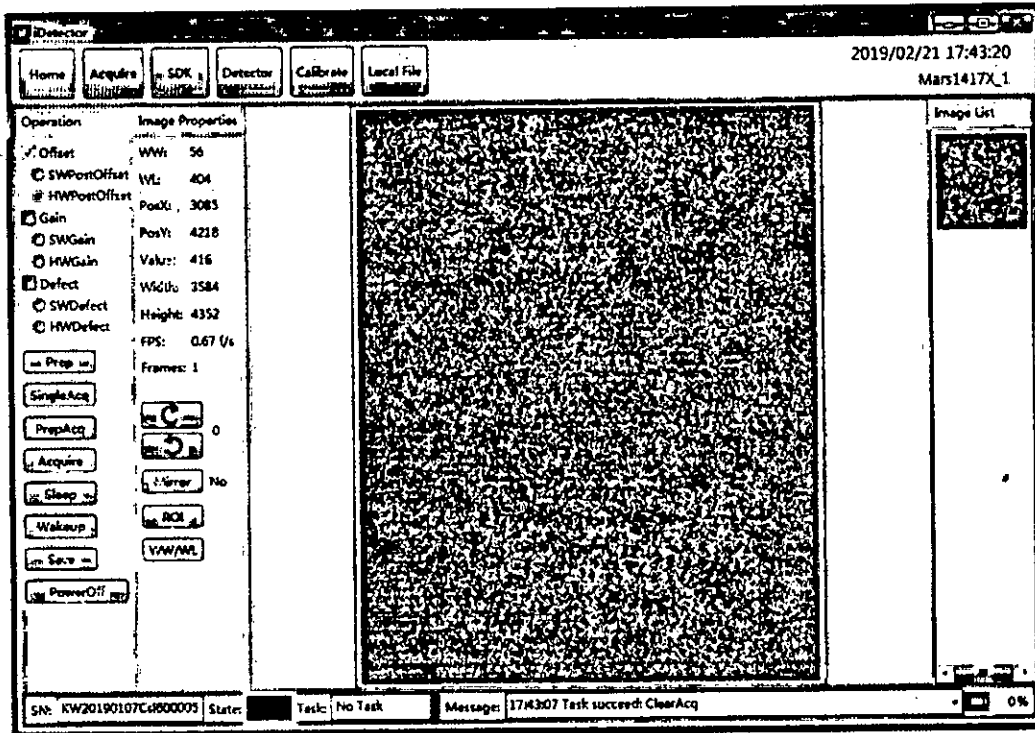 iDetector
2019/02/21 17:43:20
Mars1417X_1
Home Acquire SDK Detector Calibrate Local File
Operation
Offset
SWPostOffset
HWPostOffset
Gain
SWGain
HWGain
Defect
SWDefect
HWDefect
Prep
SingleAcq
PrepAcq
Acquire
Sleep
Wakeup
Save
PowerOff
Image Properties
WW: 56
WL: 404
PosX: 3085
PosY: 4218
Value: 416
Width: 3584
Height: 4352
FPS: 0.67 f/s
Frames: 1
0
Mirror No
ROI
WW/WL
Image List
SN: State: Task: No Task Message: 17:43:07 Task succeed: ClearAcq 0%